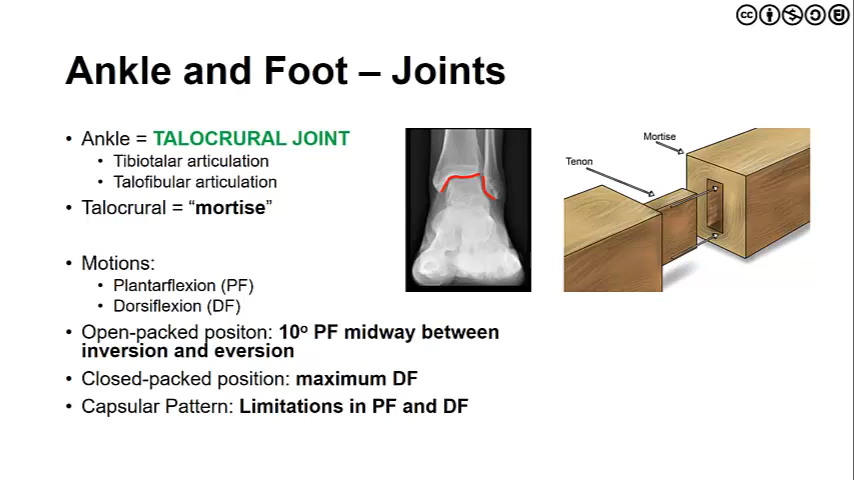 Ankle and Foot – Joints
• Ankle = TALOCRURAL JOINT
• Tibiotalar articulation
• Talofibular articulation
• Talocrural = “mortise”
• Motions:
• Plantarflexion (PF)
• Dorsiflexion (DF)
• Open-packed positon: 10º PF midway between
inversion and eversion
• Closed-packed position: maximum DF
• Capsular Pattern: Limitations in PF and DF
Mortise
Tenon
cc